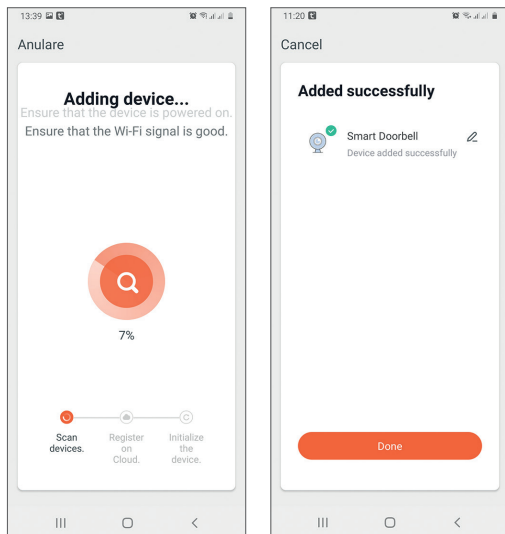 13:39
Anulare
Adding device...
Ensure that the device is powered on.
Ensure that the Wi-Fi signal is good.
7%
Scan
devices.
Register
on
Cloud.
Initialize
the
device.
11:20
Cancel
Added successfully
Smart Doorbell
Device added successfully
Done